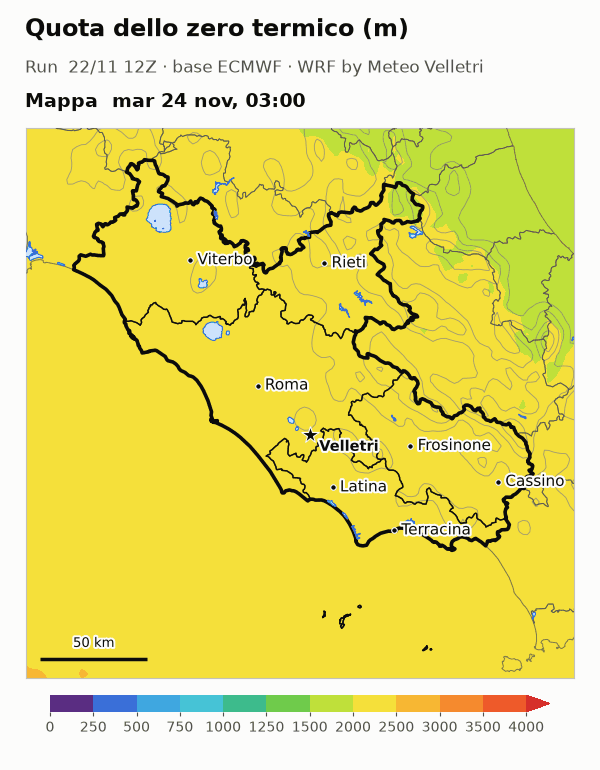 Quota dello zero termico (m)
Run  22/11 12Z · base ECMWF · WRF by Meteo Velletri
Mappa  mar 24 nov, 03:00
Viterbo
Rieti
Roma
Velletri
Frosinone
Cassino
Latina
Terracina
50 km
0 250 500 750 1000 1250 1500 2000 2500 3000 3500 4000